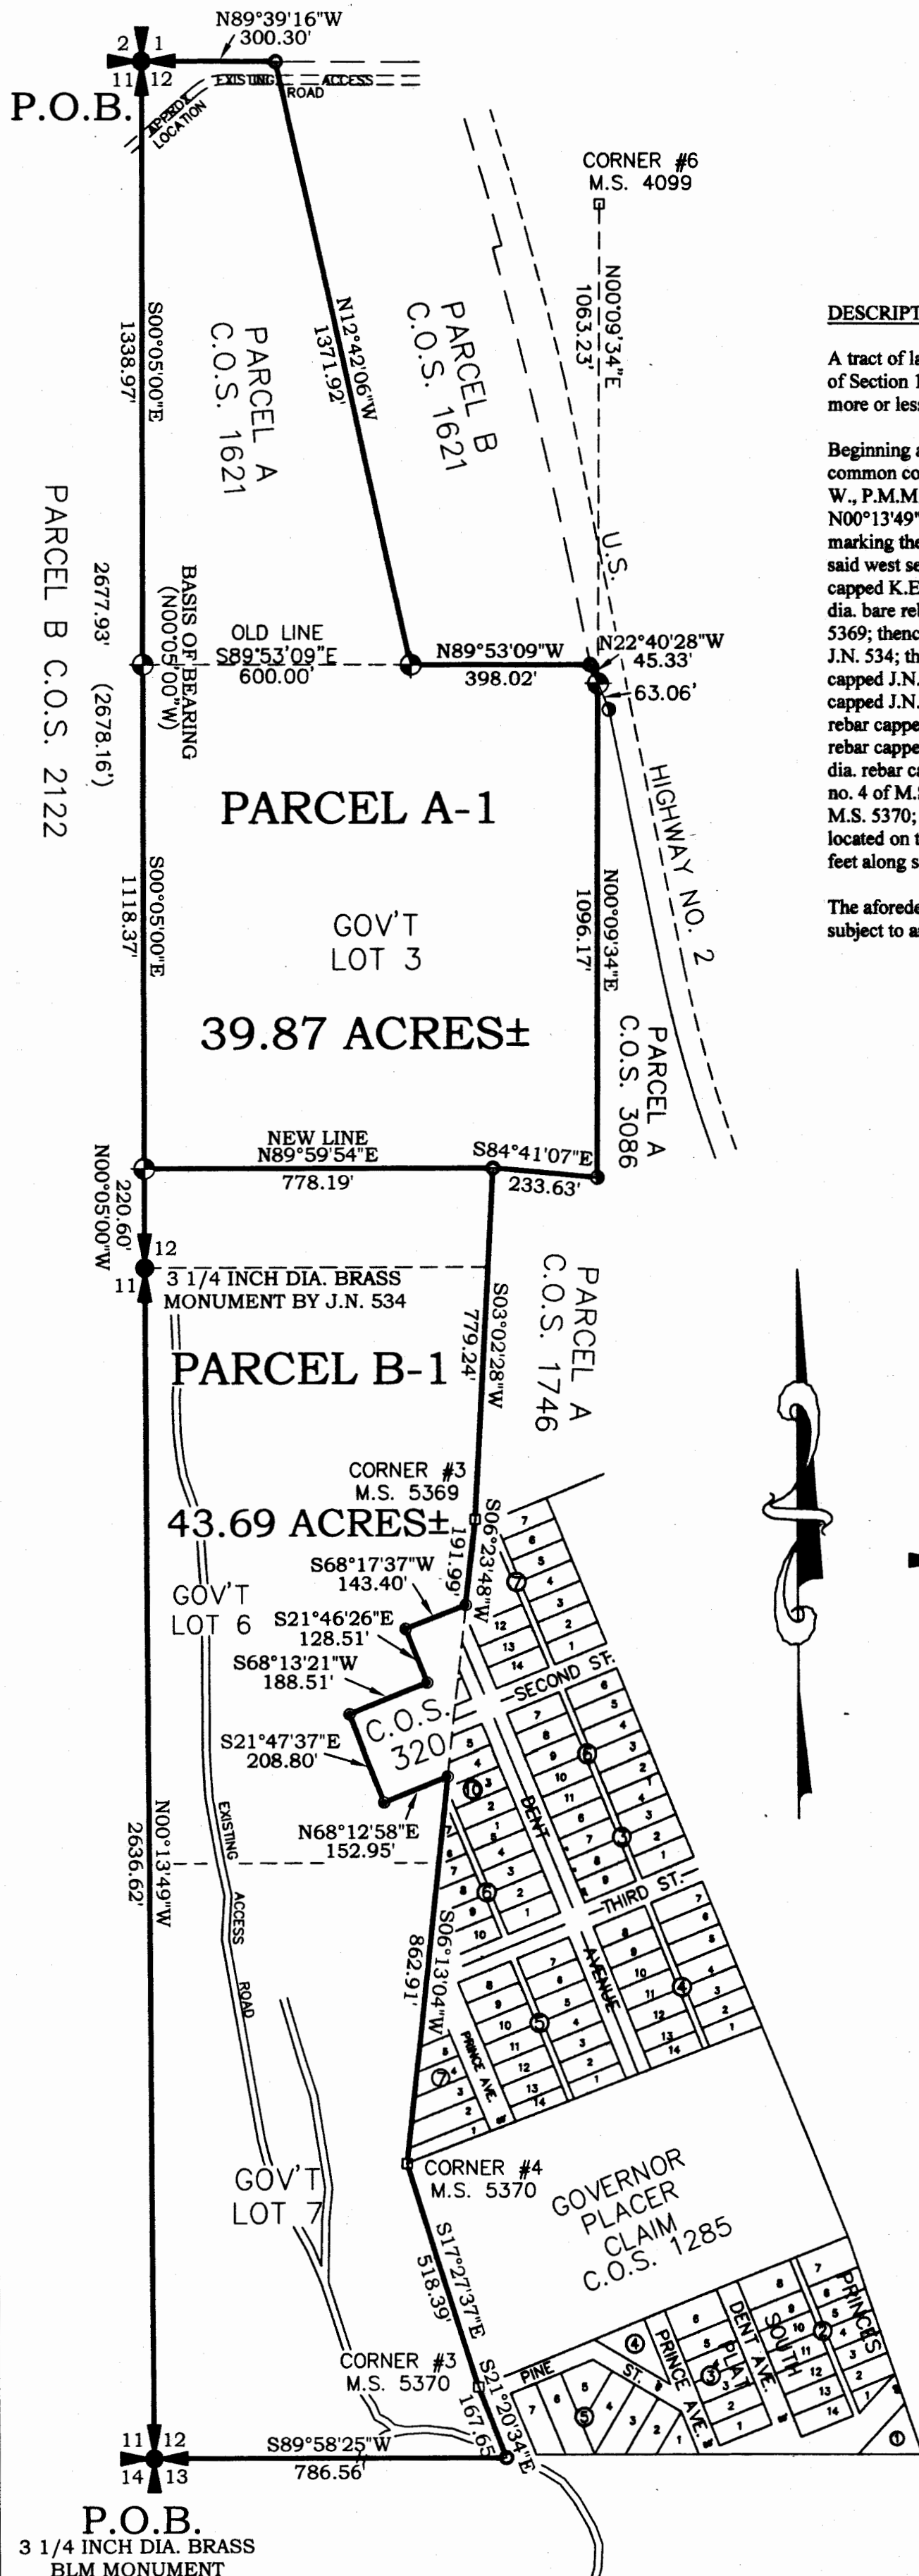 N89°39'16"W
300.30'
2 1
11 12
P.O.B.
EXISTING ACCESS
ROAD
APPROX
LOCATION
CORNER #6
M.S. 4099
N00°09'34"E
1063.23'
S00°05'00"E
1338.97'
PARCEL A
C.O.S. 1621
N12°42'06"W
1371.92'
PARCEL B
C.O.S. 1621
DESCRIPT
A tract of la
of Section 1
more or less
Beginning a
common co
W., P.M.M
N00°13'49"
marking the
said west se
capped K.E
dia. bare reb
5369; thenc
J.N. 534; th
capped J.N.
capped J.N.
rebar cappe
rebar cappe
dia. rebar ca
no. 4 of M.S
M.S. 5370;
located on t
feet along s
The aforede
subject to a
PARCEL B C.O.S. 2122
2677.93' (2678.16')
BASIS OF BEARING
(N00°05'00"W)
OLD LINE
S89°53'09"E
600.00'
N89°53'09"W
398.02'
N22°40'28"W
45.33'
63.06'
U.S. HIGHWAY NO. 2
PARCEL A-1
GOV'T
LOT 3
39.87 ACRES±
S00°05'00"E
1118.37'
N00°09'34"E
1096.17'
PARCEL A
C.O.S. 3086
NEW LINE
N89°59'54"E
778.19'
S84°41'07"E
233.63'
220.60'
N00°05'00"W
12
11
3 1/4 INCH DIA. BRASS
MONUMENT BY J.N. 534
PARCEL B-1
S03°02'28"W
779.24'
PARCEL A
C.O.S. 1746
CORNER #3
M.S. 5369
43.69 ACRES±
S06°23'48"W
191.99'
GOV'T
LOT 6
S68°17'37"W
143.40'
S21°46'26"E
128.51'
S68°13'21"W
188.51'
C.O.S.
320
S21°47'37"E
208.80'
N68°12'58"E
152.95'
7
6
5
4
3
2
1
12
13
14
7
SECOND ST.
DENT AVENUE
THIRD ST.
N00°13'49"W
2636.62'
EXISTING
ACCESS
ROAD
S06°13'04"W
862.91'
PRINCE AVE.
GOV'T
LOT 7
CORNER #4
M.S. 5370
GOVERNOR
PLACER
CLAIM
C.O.S. 1285
S17°27'37"E
518.39'
CORNER #3
M.S. 5370
S21°20'34"E
167.65
PINE ST.
PRINCE AVE.
PLAT
DENT AVE.
SOUTH
PRINCES
11 12
14 13
S89°58'25"W
786.56'
P.O.B.
3 1/4 INCH DIA. BRASS
BLM MONUMENT